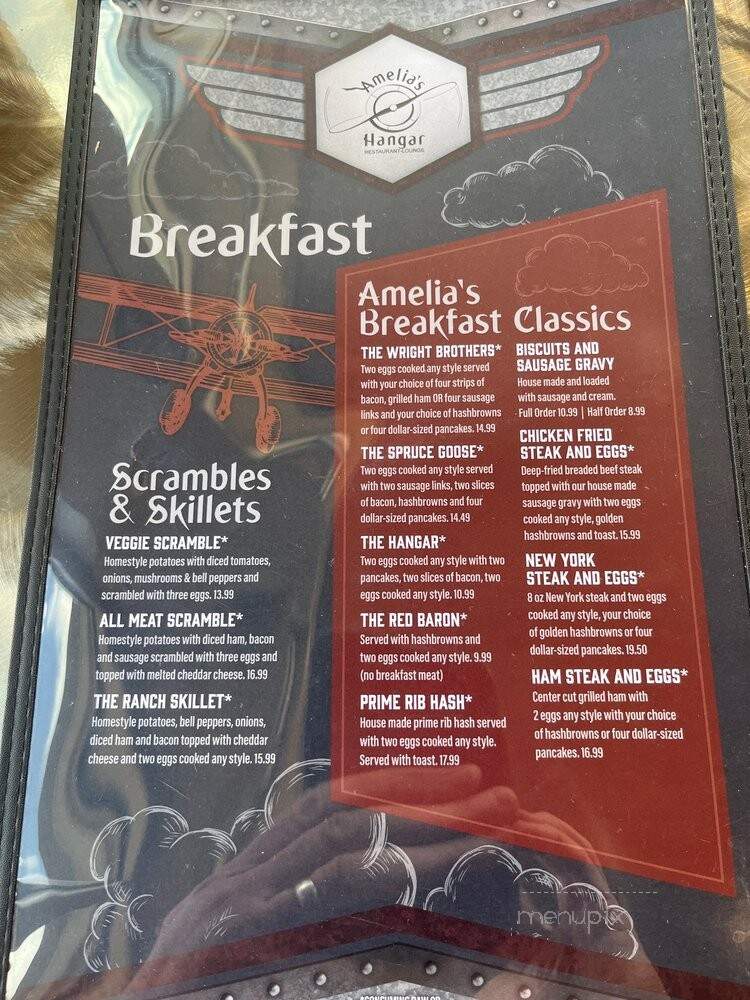 Amelia's
Hangar
RESTAURANT-LOUNGE
Breakfast
Scrambles
& Skillets
VEGGIE SCRAMBLE*
Homestyle potatoes with diced tomatoes,
onions, mushrooms & bell peppers and
scrambled with three eggs. 13.99
ALL MEAT SCRAMBLE*
Homestyle potatoes with diced ham, bacon
and sausage scrambled with three eggs and
topped with melted cheddar cheese. 16.99
THE RANCH SKILLET*
Homestyle potatoes, bell peppers, onions,
diced ham and bacon topped with cheddar
cheese and two eggs cooked any style. 15.99
Amelia's
Breakfast Classics
THE WRIGHT BROTHERS*
Two eggs cooked any style served
with your choice of four strips of
bacon, grilled ham OR four sausage
links and your choice of hashbrowns
or four dollar-sized pancakes. 14.99
THE SPRUCE GOOSE*
Two eggs cooked any style served
with two sausage links, two slices
of bacon, hashbrowns and four
dollar-sized pancakes. 14.49
THE HANGAR*
Two eggs cooked any style with two
pancakes, two slices of bacon, two
eggs cooked any style. 10.99
THE RED BARON*
Served with hashbrowns and
two eggs cooked any style. 9.99
(no breakfast meat)
PRIME RIB HASH*
House made prime rib hash served
with two eggs cooked any style.
Served with toast. 17.99
BISCUITS AND
SAUSAGE GRAVY
House made and loaded
with sausage and cream.
Full Order 10.99 | Half Order 8.99
CHICKEN FRIED
STEAK AND EGGS*
Deep-fried breaded beef steak
topped with our house made
sausage gravy with two eggs
cooked any style, golden
hashbrowns and toast. 15.99
NEW YORK
STEAK AND EGGS*
8 oz New York steak and two eggs
cooked any style, your choice
of golden hashbrowns or four
dollar-sized pancakes. 19.50
HAM STEAK AND EGGS*
Center cut grilled ham with
2 eggs any style with your choice
of hashbrowns or four dollar-sized
pancakes. 16.99
menupix
*CONSUMING RAW OR